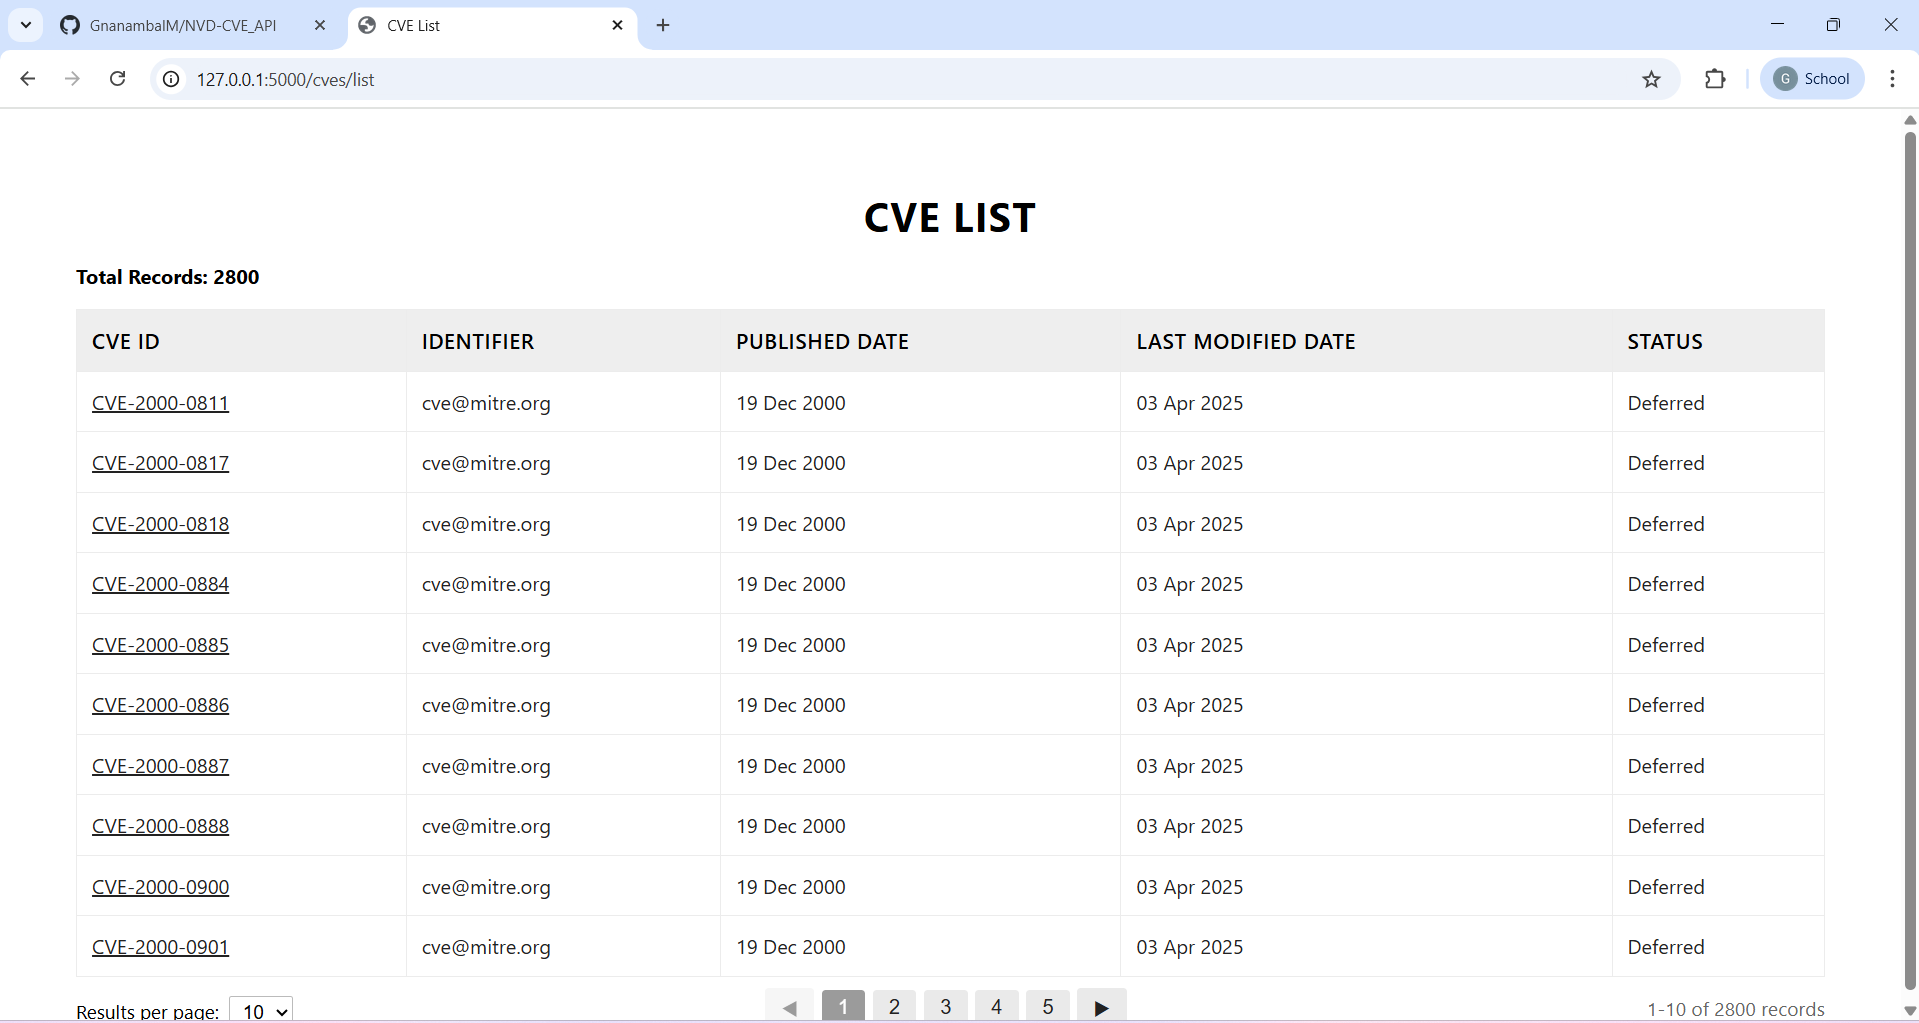 GnanambalM/NVD-CVE_API
CVE List
127.0.0.1:5000/cves/list
G School
CVE LIST
Total Records: 2800
CVE ID IDENTIFIER PUBLISHED DATE LAST MODIFIED DATE STATUS
CVE-2000-0811 cve@mitre.org 19 Dec 2000 03 Apr 2025 Deferred
CVE-2000-0817 cve@mitre.org 19 Dec 2000 03 Apr 2025 Deferred
CVE-2000-0818 cve@mitre.org 19 Dec 2000 03 Apr 2025 Deferred
CVE-2000-0884 cve@mitre.org 19 Dec 2000 03 Apr 2025 Deferred
CVE-2000-0885 cve@mitre.org 19 Dec 2000 03 Apr 2025 Deferred
CVE-2000-0886 cve@mitre.org 19 Dec 2000 03 Apr 2025 Deferred
CVE-2000-0887 cve@mitre.org 19 Dec 2000 03 Apr 2025 Deferred
CVE-2000-0888 cve@mitre.org 19 Dec 2000 03 Apr 2025 Deferred
CVE-2000-0900 cve@mitre.org 19 Dec 2000 03 Apr 2025 Deferred
CVE-2000-0901 cve@mitre.org 19 Dec 2000 03 Apr 2025 Deferred
Results per page: 10 ◀ 1 2 3 4 5 ▶ 1-10 of 2800 records